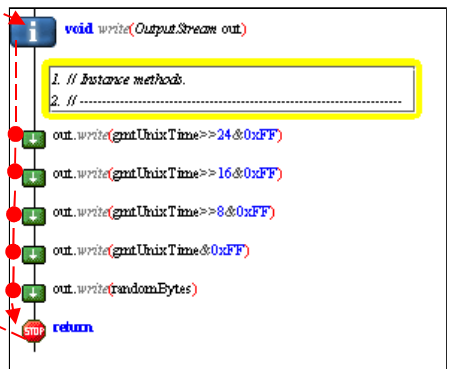 i
void write(OutputStream out)
1. // Instance methods.
2. // ------------------------------------------------------------------------
out.write(gmtUnixTime>>24&0xFF)
out.write(gmtUnixTime>>16&0xFF)
out.write(gmtUnixTime>>8&0xFF)
out.write(gmtUnixTime&0xFF)
out.write(randomBytes)
STOP return